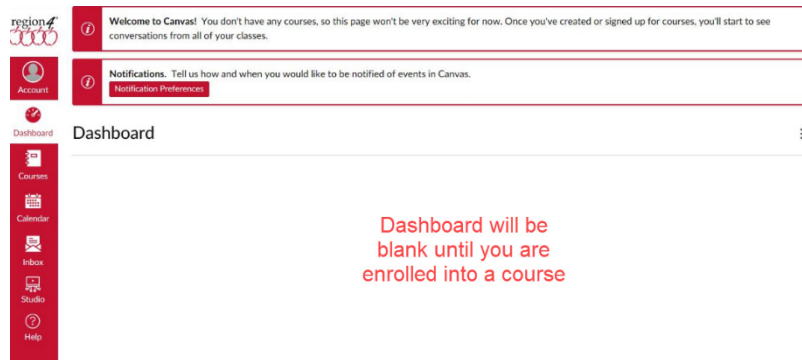 region 4
Welcome to Canvas! You don't have any courses, so this page won't be very exciting for now. Once you've created or signed up for courses, you'll start to see
conversations from all of your classes.
Notifications. Tell us how and when you would like to be notified of events in Canvas.
Notification Preferences
Account
Dashboard
Dashboard
Courses
Calendar
Inbox
Studio
Help
Dashboard will be
blank until you are
enrolled into a course